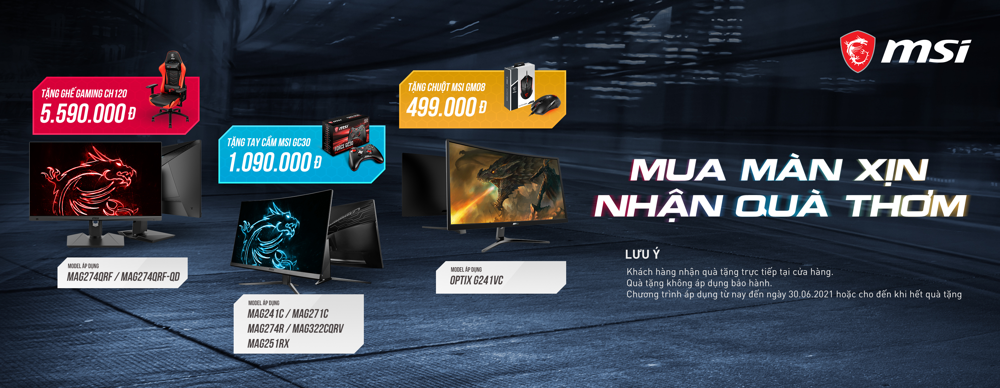 msi
TẶNG GHẾ GAMING CH120
5.590.000 Đ
TẶNG TAY CẦM MSI GC30
1.090.000 Đ
TẶNG CHUỘT MSI GM08
499.000 Đ
MODEL ÁP DỤNG
MAG274QRF / MAG274QRF-QD
MODEL ÁP DỤNG
MAG241C / MAG271C
MAG274R / MAG322CQRV
MAG251RX
MODEL ÁP DỤNG
OPTIX G241VC
MUA MÀN XỊN
NHẬN QUÀ THƠM
LƯU Ý
Khách hàng nhận quà tặng trực tiếp tại cửa hàng.
Quà tặng không áp dụng bảo hành.
Chương trình áp dụng từ nay đến ngày 30.06.2021 hoặc cho đến khi hết quà tặng